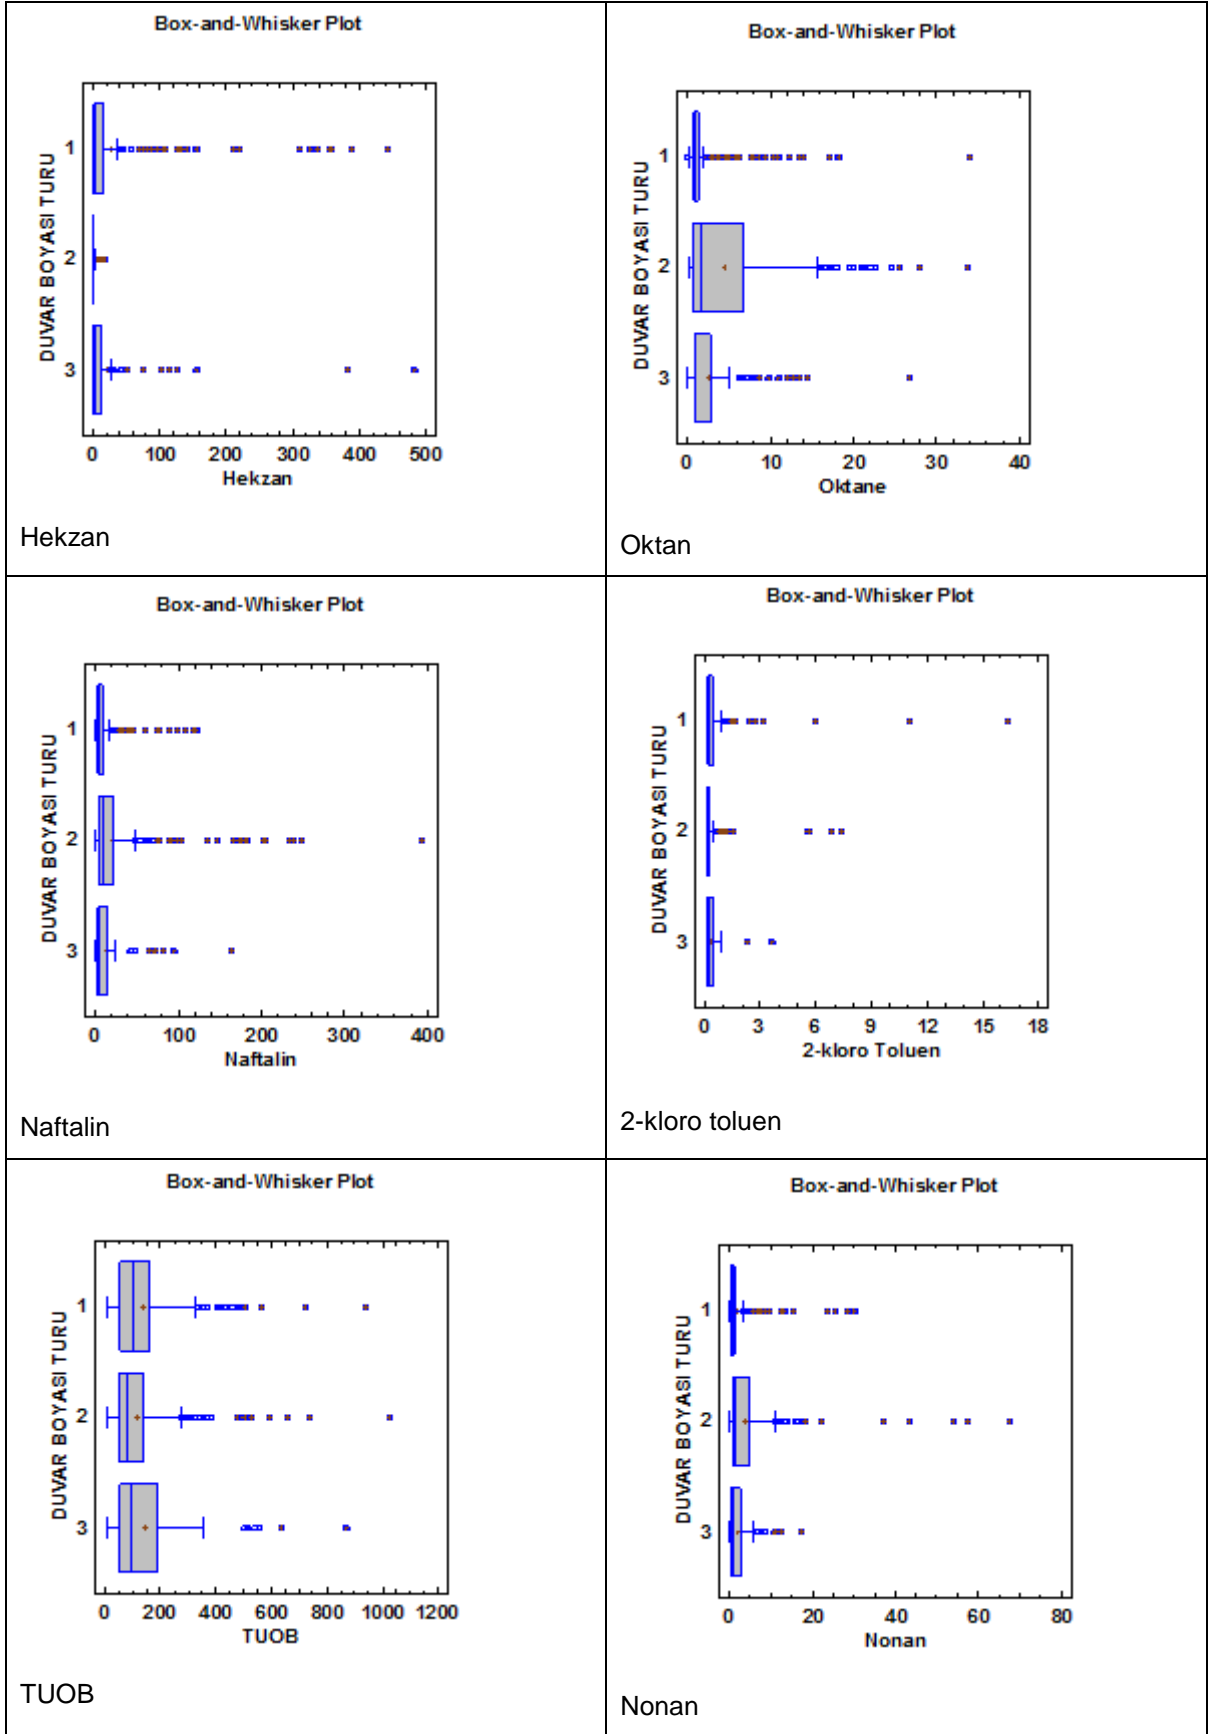 Box-and-Whisker Plot
DUVAR BOYASI TURU
1
2
3
0 100 200 300 400 500
Hekzan
Hekzan
Box-and-Whisker Plot
DUVAR BOYASI TURU
1
2
3
0 10 20 30 40
Oktane
Oktan
Box-and-Whisker Plot
DUVAR BOYASI TURU
1
2
3
0 100 200 300 400
Naftalin
Naftalin
Box-and-Whisker Plot
DUVAR BOYASI TURU
1
2
3
0 3 6 9 12 15 18
2-kloro Toluen
2-kloro toluen
Box-and-Whisker Plot
DUVAR BOYASI TURU
1
2
3
0 200 400 600 800 1000 1200
TUOB
TUOB
Box-and-Whisker Plot
DUVAR BOYASI TURU
1
2
3
0 20 40 60 80
Nonan
Nonan